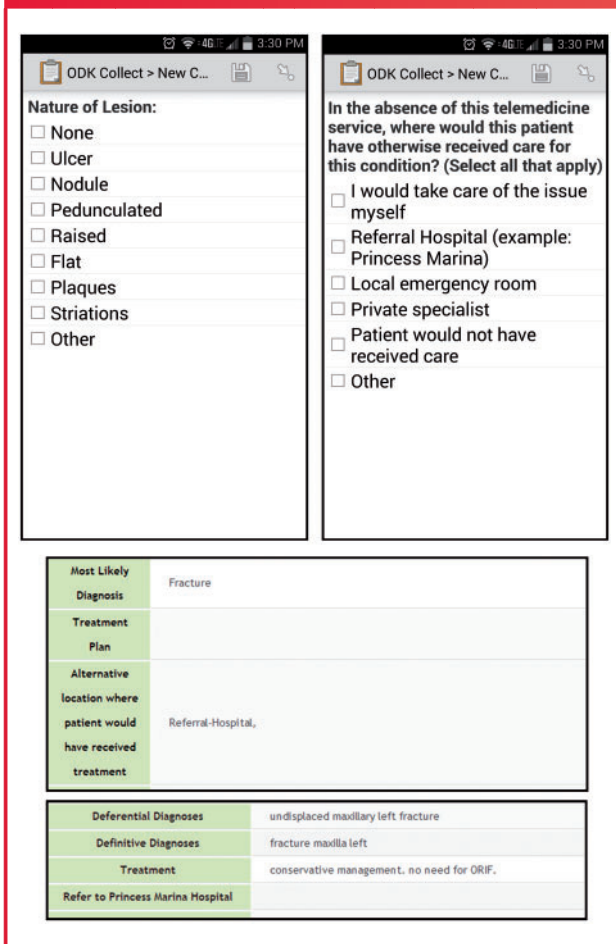 4G LTE 3:30 PM
ODK Collect > New C...
Nature of Lesion:
None
Ulcer
Nodule
Pedunculated
Raised
Flat
Plaques
Striations
Other
4G LTE 3:30 PM
ODK Collect > New C...
In the absence of this telemedicine
service, where would this patient
have otherwise received care for
this condition? (Select all that apply)
I would take care of the issue
myself
Referral Hospital (example:
Princess Marina)
Local emergency room
Private specialist
Patient would not have
received care
Other
Most Likely
Diagnosis
Fracture
Treatment
Plan
Alternative
location where
patient would
have received
treatment
Referral-Hospital,
Deferential Diagnoses undisplaced maxillary left fracture
Definitive Diagnoses fracture maxilla left
Treatment conservative management. no need for ORIF.
Refer to Princess Marina Hospital